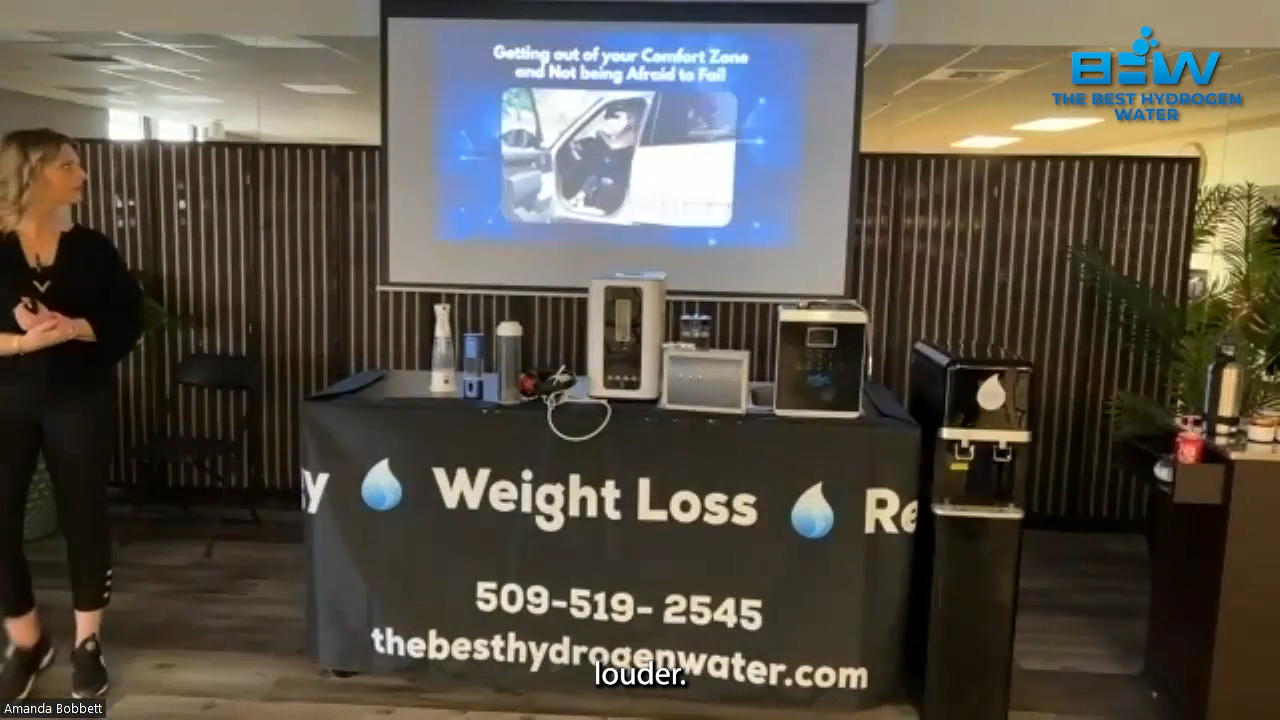 Getting out of your Comfort Zone
and Not being Afraid to Fail
BHW
THE BEST HYDROGEN
WATER
y Weight Loss Re
509-519- 2545
thebesthydrogenwater.com
louder.
Amanda Bobbett